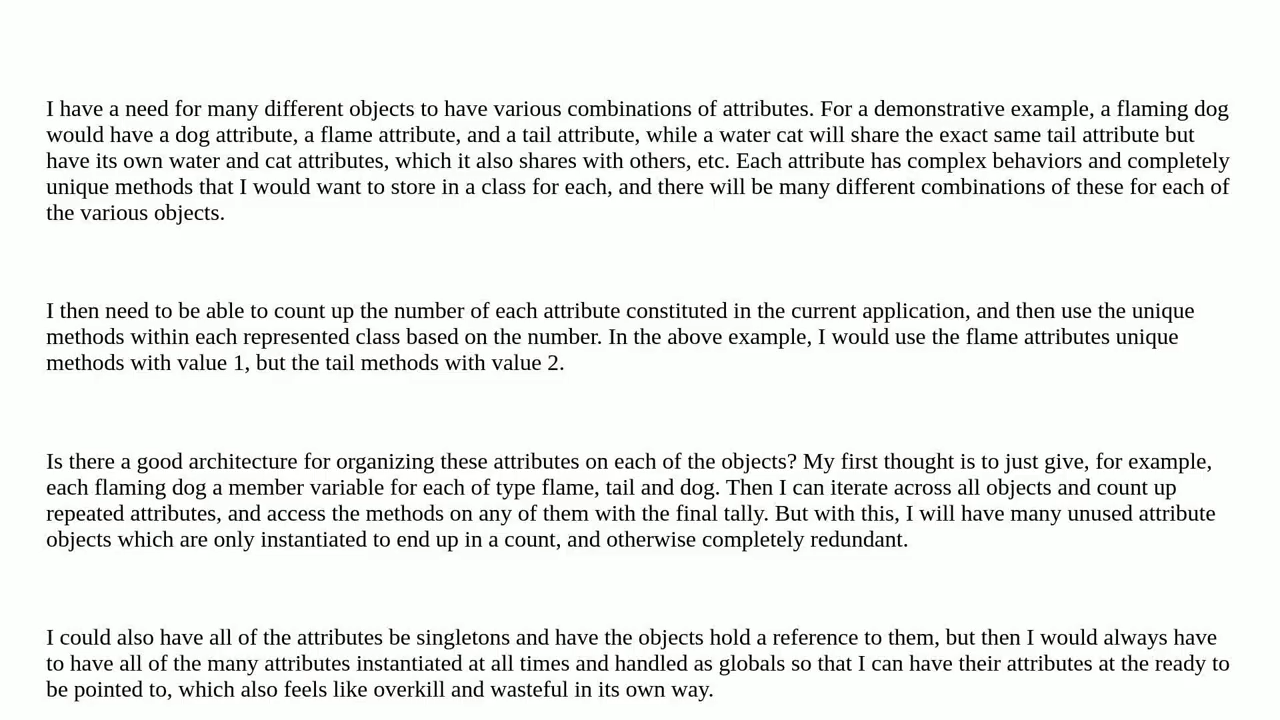 I have a need for many different objects to have various combinations of attributes. For a demonstrative example, a flaming dog
would have a dog attribute, a flame attribute, and a tail attribute, while a water cat will share the exact same tail attribute but
have its own water and cat attributes, which it also shares with others, etc. Each attribute has complex behaviors and completely
unique methods that I would want to store in a class for each, and there will be many different combinations of these for each of
the various objects.
I then need to be able to count up the number of each attribute constituted in the current application, and then use the unique
methods within each represented class based on the number. In the above example, I would use the flame attributes unique
methods with value 1, but the tail methods with value 2.
Is there a good architecture for organizing these attributes on each of the objects? My first thought is to just give, for example,
each flaming dog a member variable for each of type flame, tail and dog. Then I can iterate across all objects and count up
repeated attributes, and access the methods on any of them with the final tally. But with this, I will have many unused attribute
objects which are only instantiated to end up in a count, and otherwise completely redundant.
I could also have all of the attributes be singletons and have the objects hold a reference to them, but then I would always have
to have all of the many attributes instantiated at all times and handled as globals so that I can have their attributes at the ready to
be pointed to, which also feels like overkill and wasteful in its own way.